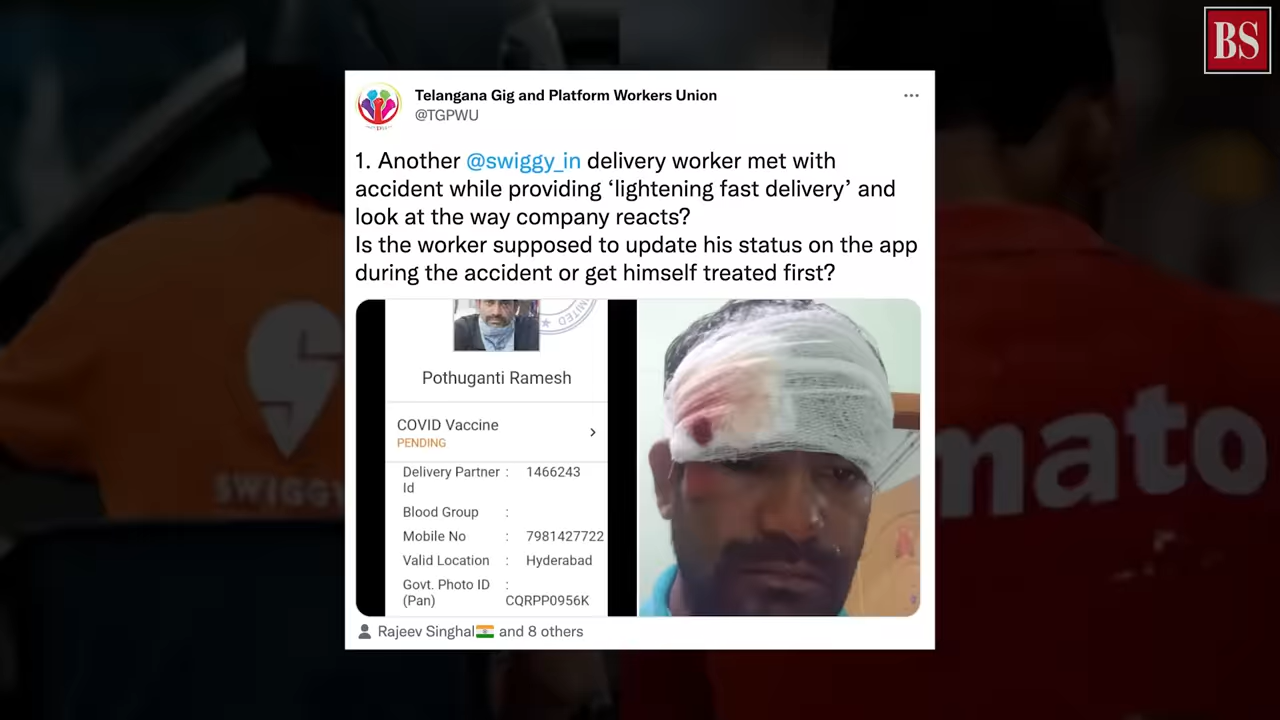 BS
Telangana Gig and Platform Workers Union
@TGPWU
1. Another @swiggy_in delivery worker met with
accident while providing ‘lightening fast delivery’ and
look at the way company reacts?
Is the worker supposed to update his status on the app
during the accident or get himself treated first?
NITED
Pothuganti Ramesh
COVID Vaccine
PENDING
Delivery Partner : 1466243
Id
Blood Group :
Mobile No : 7981427722
Valid Location : Hyderabad
Govt. Photo ID :
(Pan) CQRPP0956K
Rajeev Singhal🇮🇳 and 8 others
SWIGGY
mato